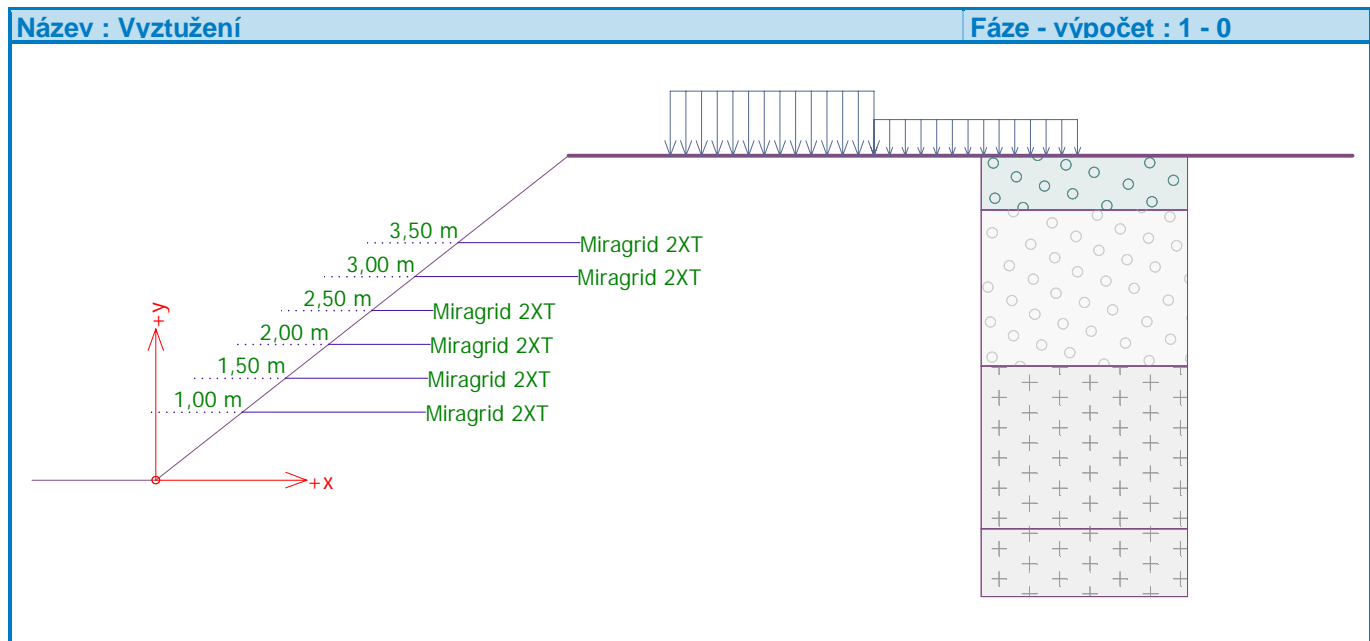 Název : Vyztužení
Fáze - výpočet : 1 - 0
3,50 m
Miragrid 2XT
3,00 m
Miragrid 2XT
2,50 m
Miragrid 2XT
2,00 m
Miragrid 2XT
1,50 m
Miragrid 2XT
1,00 m
Miragrid 2XT
+y
+x